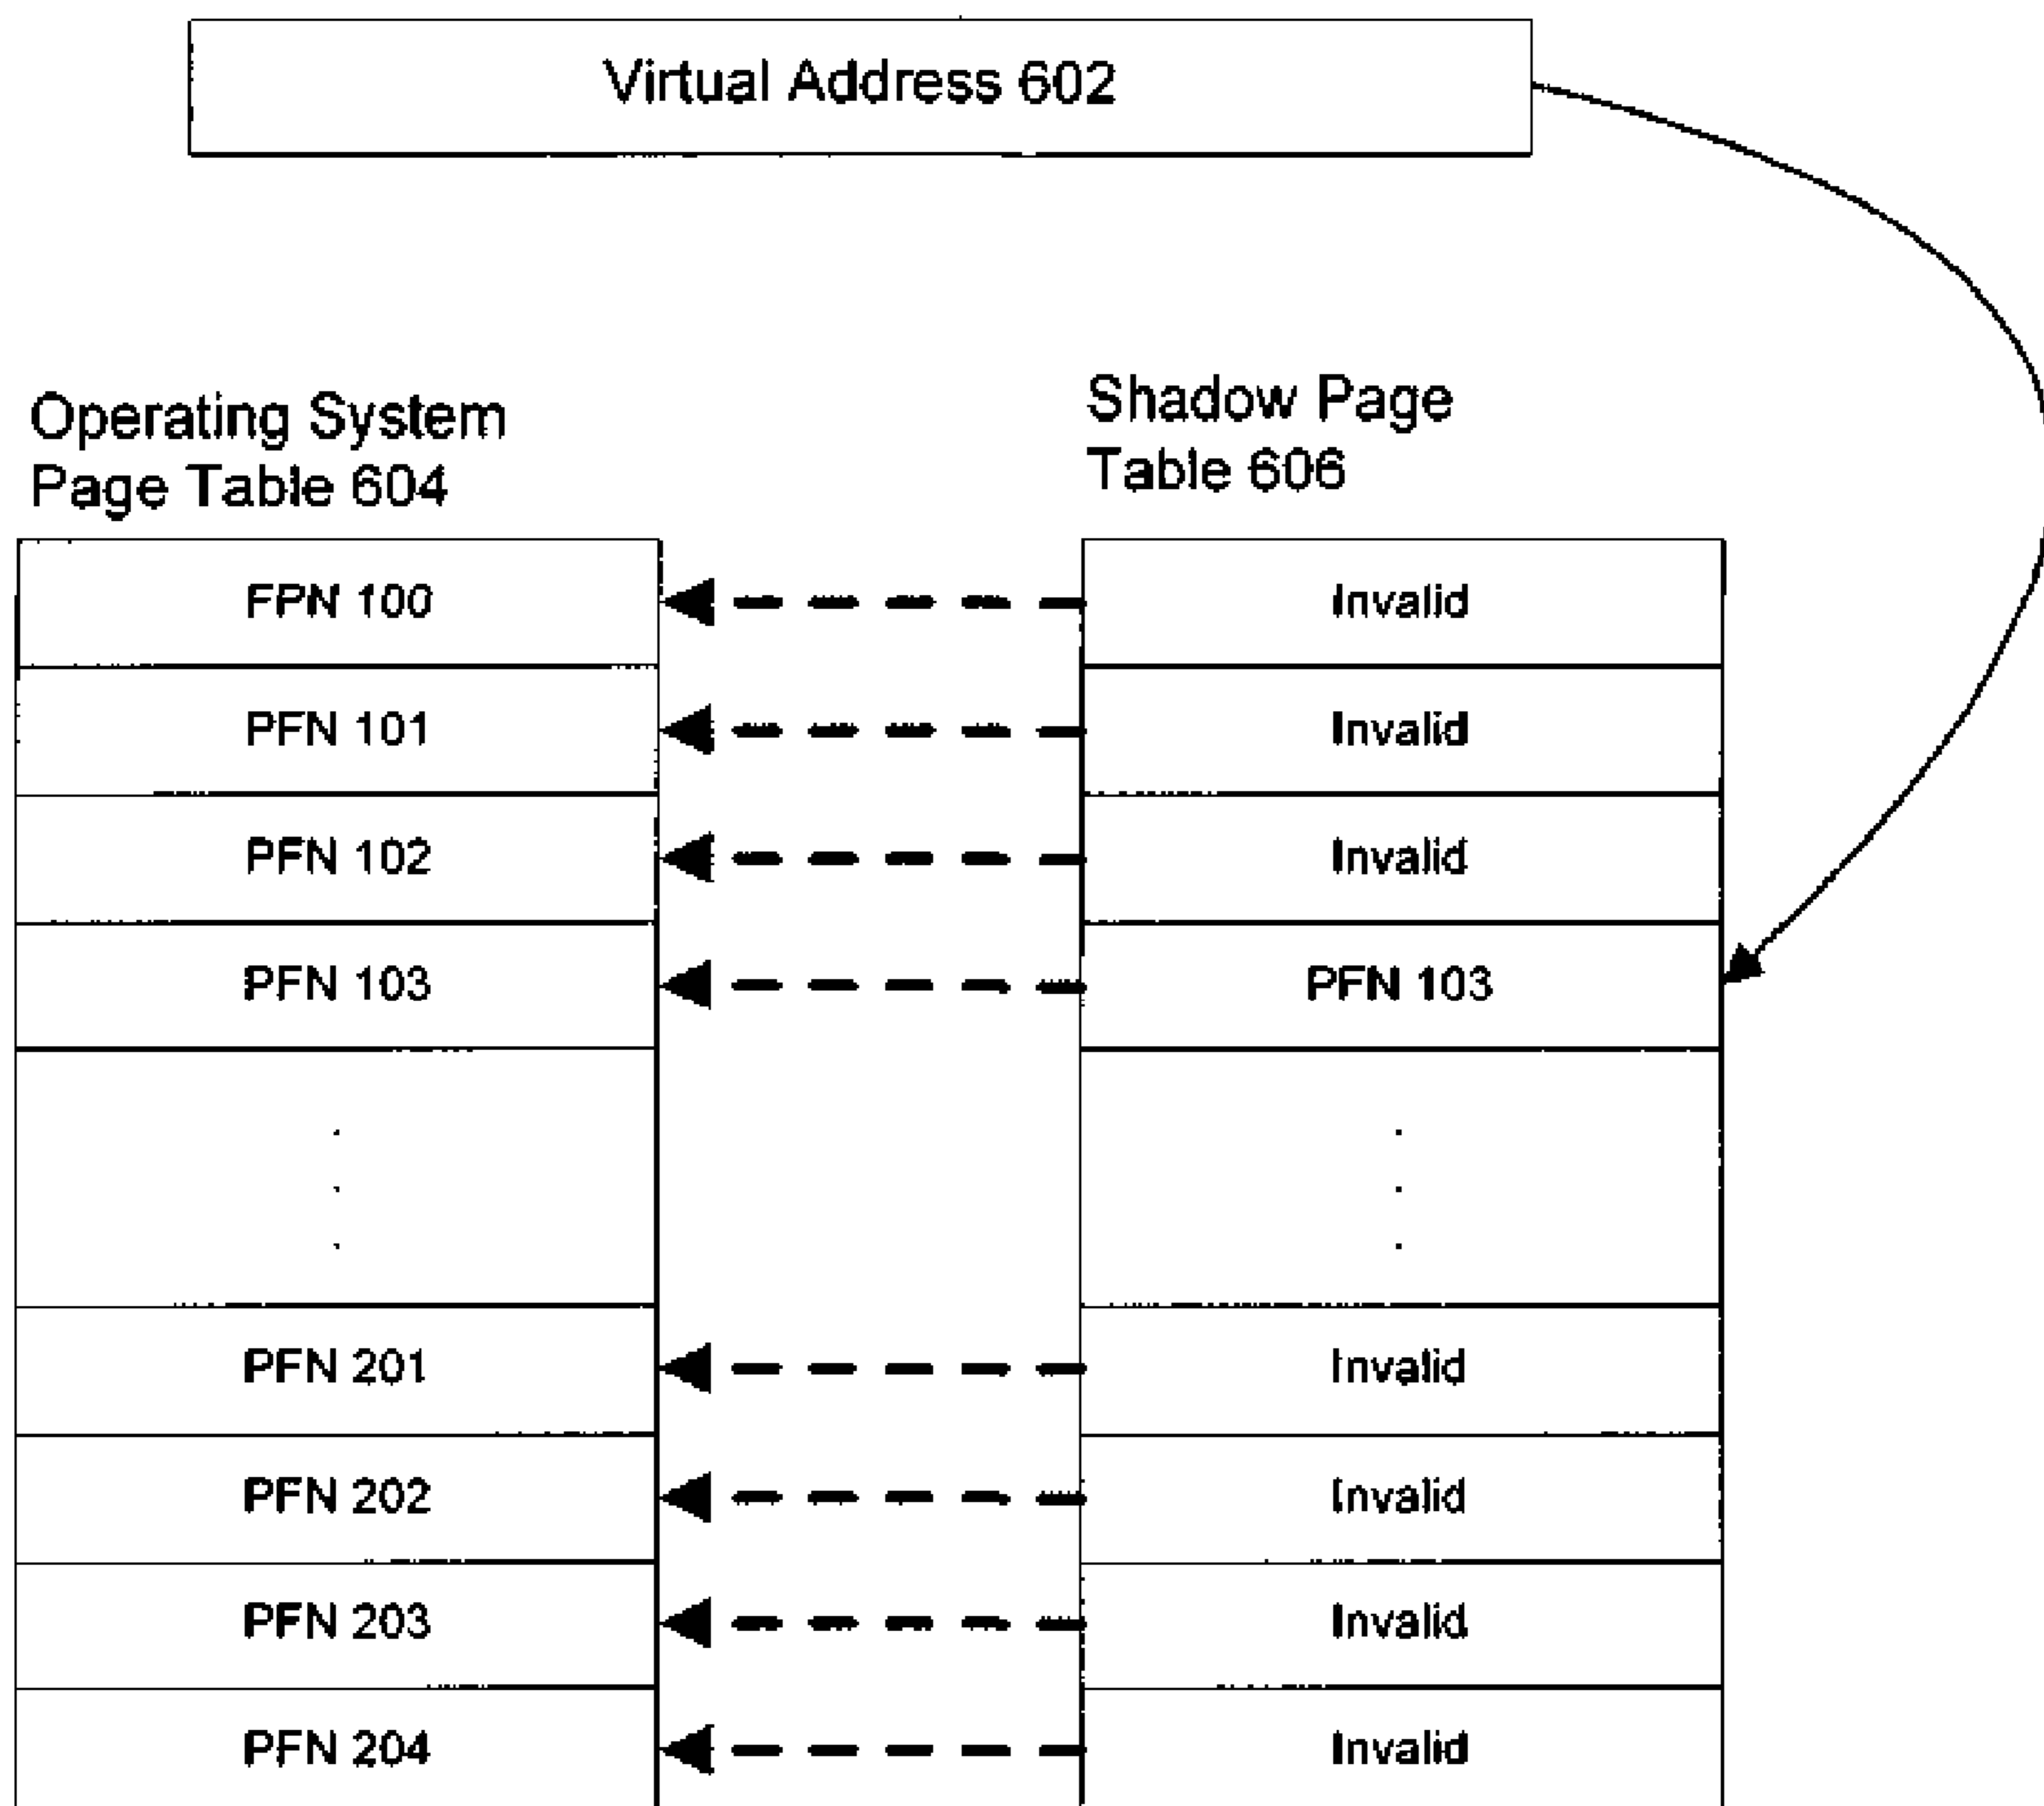 Virtual Address 602
Operating System
Page Table 604
Shadow Page
Table 606
FPN 100
Invalid
PFN 101
Invalid
PFN 102
Invalid
PFN 103
PFN 103
.
.
.
.
.
.
PFN 201
Invalid
PFN 202
Invalid
PFN 203
Invalid
PFN 204
Invalid